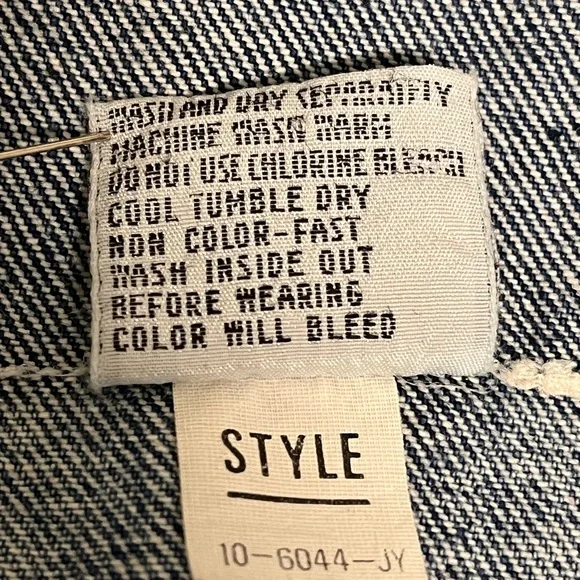 WASH AND DRY SEPARATELY
MACHINE WASH WARM
DO NOT USE CHLORINE BLEACH
COOL TUMBLE DRY
NON COLOR-FAST
WASH INSIDE OUT
BEFORE WEARING
COLOR WILL BLEED
STYLE
10-6044-JY